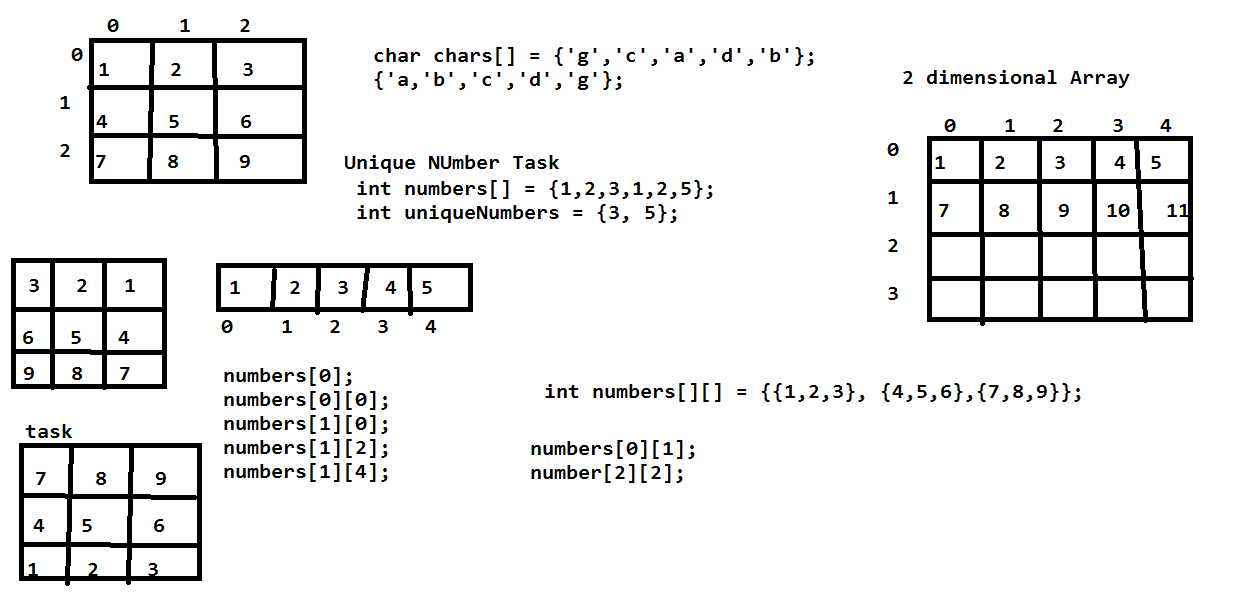 0 1 2
0 1 2 3
1 4 5 6
2 7 8 9
char chars[] = {'g','c','a','d','b'};
{'a,'b','c','d','g'};
Unique NUmber Task
int numbers[] = {1,2,3,1,2,5};
int uniqueNumbers = {3, 5};
2 dimensional Array
0 1 2 3 4
0 1 2 3 4 5
1 7 8 9 10 11
2
3
3 2 1
6 5 4
9 8 7
1 2 3 4 5
0 1 2 3 4
numbers[0];
numbers[0][0];
numbers[1][0];
numbers[1][2];
numbers[1][4];
int numbers[][] = {{1,2,3}, {4,5,6},{7,8,9}};
numbers[0][1];
number[2][2];
task
7 8 9
4 5 6
1 2 3